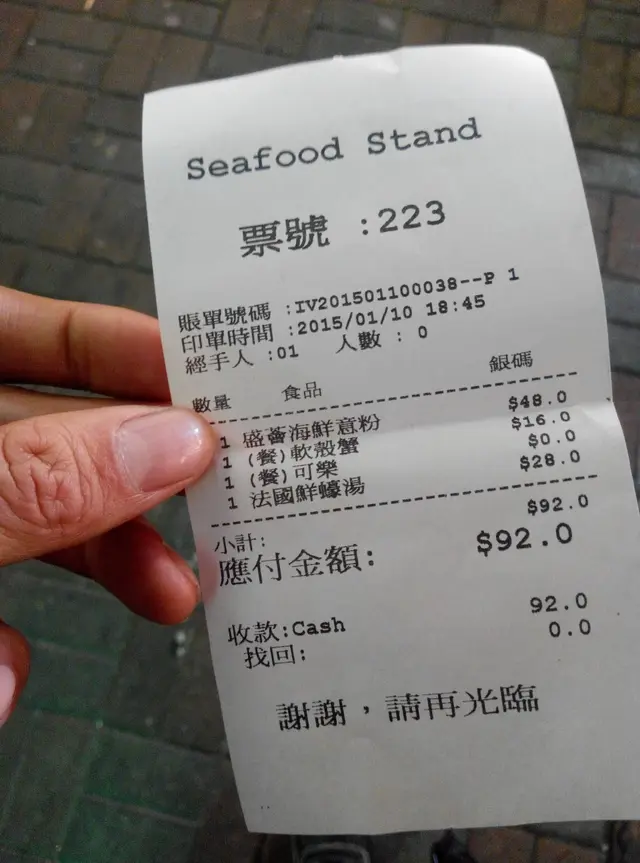 Seafood Stand
票號 :223
賬單號碼 :IV201501100038--P 1
印單時間 :2015/01/10 18:45
經手人 :01 人數 : 0
數量 食品 銀碼
1 盛薈海鮮意粉 $48.0
1 (餐)軟殼蟹 $16.0
1 (餐)可樂 $0.0
1 法國鮮蠔湯 $28.0
小計: $92.0
應付金額: $92.0
收款:Cash 92.0
找回: 0.0
謝謝，請再光臨